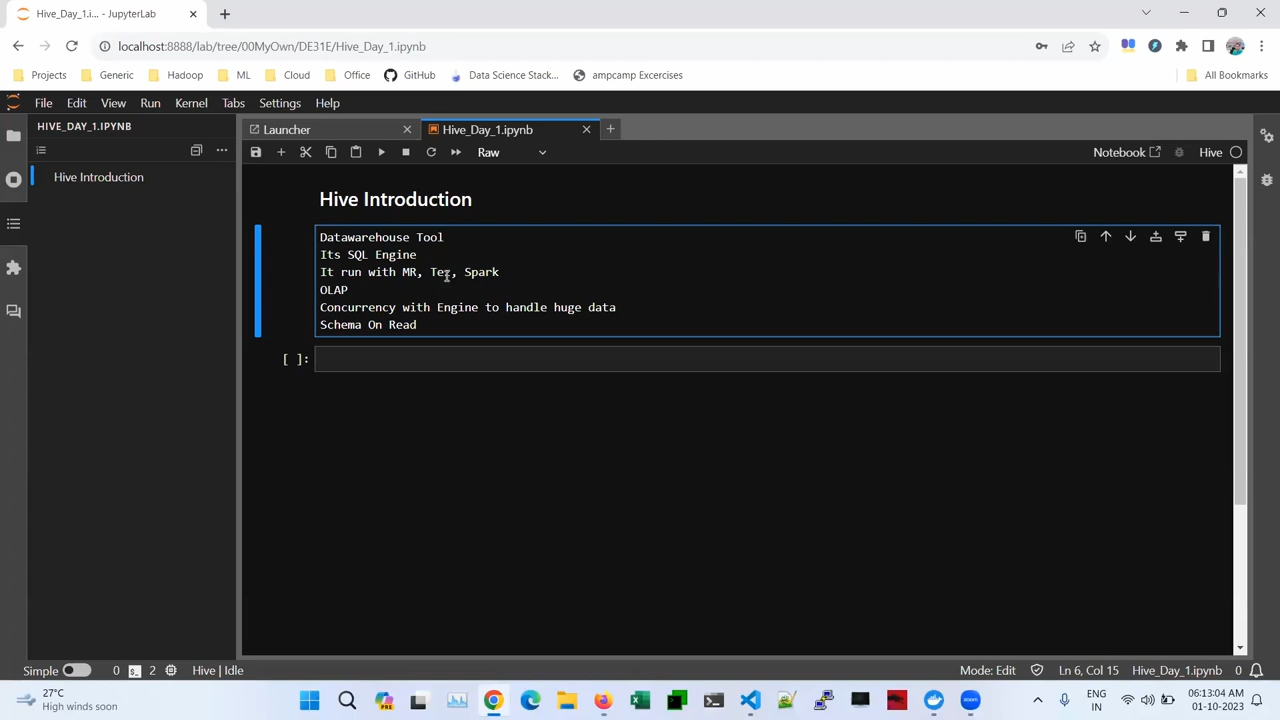 Hive_Day_1.i... - JupyterLab
localhost:8888/lab/tree/00MyOwn/DE31E/Hive_Day_1.ipynb
Projects Generic Hadoop ML Cloud Office GitHub Data Science Stack... ampcamp Excercises All Bookmarks
File Edit View Run Kernel Tabs Settings Help
HIVE_DAY_1.IPYNB
Launcher Hive_Day_1.ipynb
Raw Notebook Hive
Hive Introduction
Hive Introduction
Datawarehouse Tool
Its SQL Engine
It run with MR, Tez, Spark
OLAP
Concurrency with Engine to handle huge data
Schema On Read
[ ]:
Simple 0 2 Hive | Idle Mode: Edit Ln 6, Col 15 Hive_Day_1.ipynb 0
27°C
High winds soon
PRE
zoom
ENG
IN
06:13:04 AM
01-10-2023